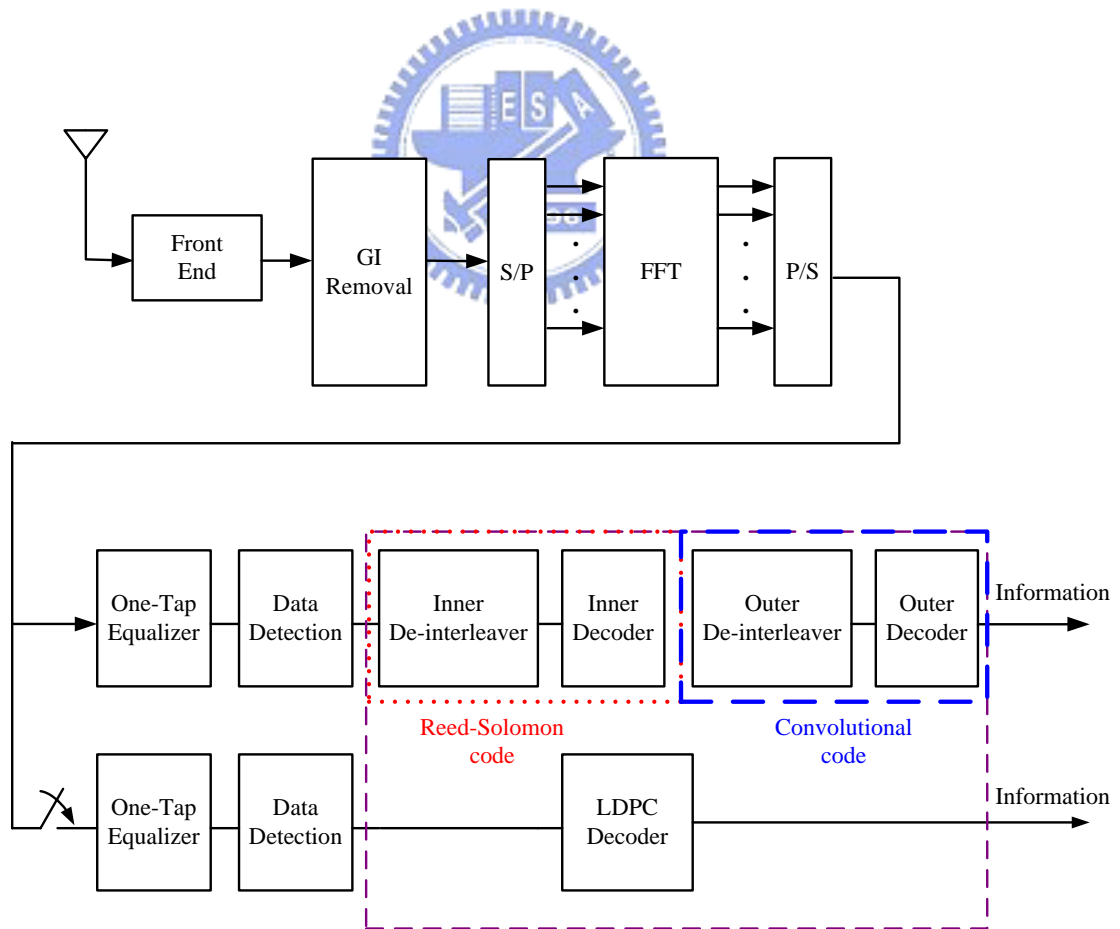 E S A
Front
End
GI
Removal
S/P
FFT
P/S
One-Tap
Equalizer
Data
Detection
Inner
De-interleaver
Inner
Decoder
Outer
De-interleaver
Outer
Decoder
Information
Reed-Solomon
code
Convolutional
code
One-Tap
Equalizer
Data
Detection
LDPC
Decoder
Information